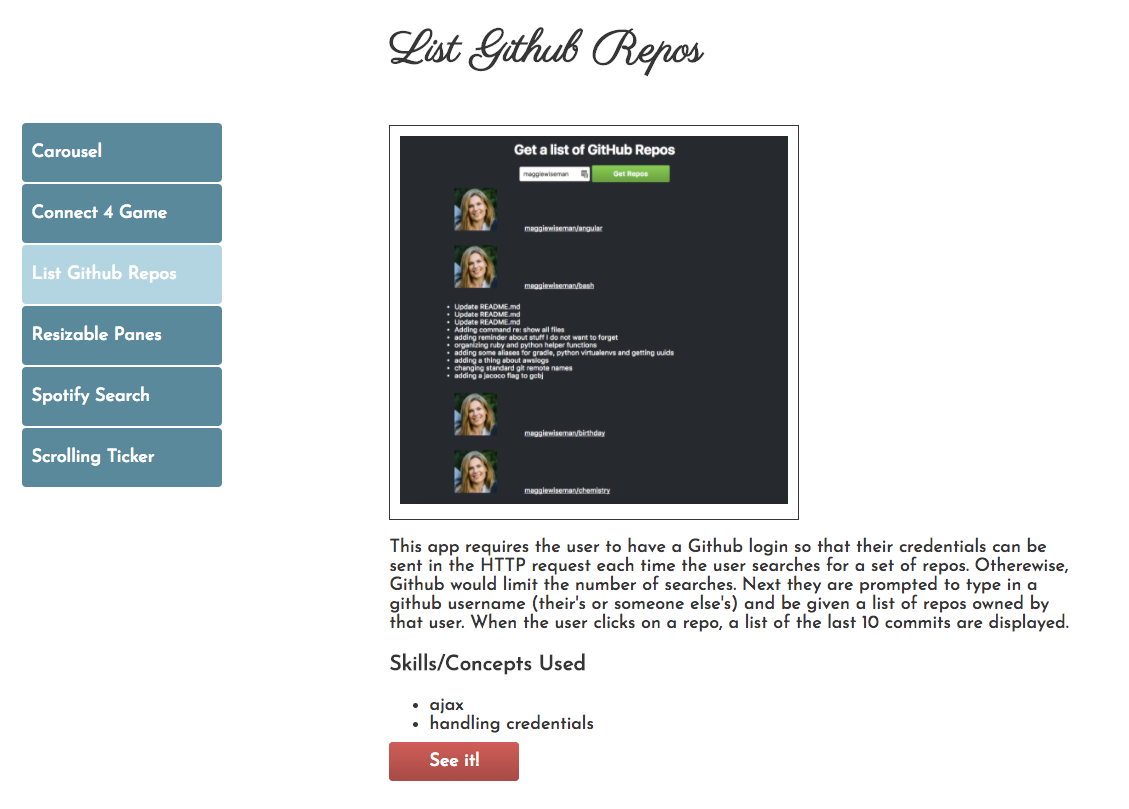 List Github Repos
Carousel
Connect 4 Game
List Github Repos
Resizable Panes
Spotify Search
Scrolling Ticker
Get a list of GitHub Repos
maggiewiseman
Get Repos
maggiewiseman/angular
maggiewiseman/bash
• Update README.md
• Update README.md
• Update README.md
• Adding command re: show all files
• adding reminder about stuff I do not want to forget
• organizing ruby and python helper functions
• adding some aliases for gradle, python virtualenvs and getting uuids
• adding a thing about awslogs
• changing standard git remote names
• adding a jacoco flag to gobj
maggiewiseman/birthday
maggiewiseman/chemistry
This app requires the user to have a Github login so that their credentials can be
sent in the HTTP request each time the user searches for a set of repos. Otherewise,
Github would limit the number of searches. Next they are prompted to type in a
github username (their's or someone else's) and be given a list of repos owned by
that user. When the user clicks on a repo, a list of the last 10 commits are displayed.
Skills/Concepts Used
• ajax
• handling credentials
See it!